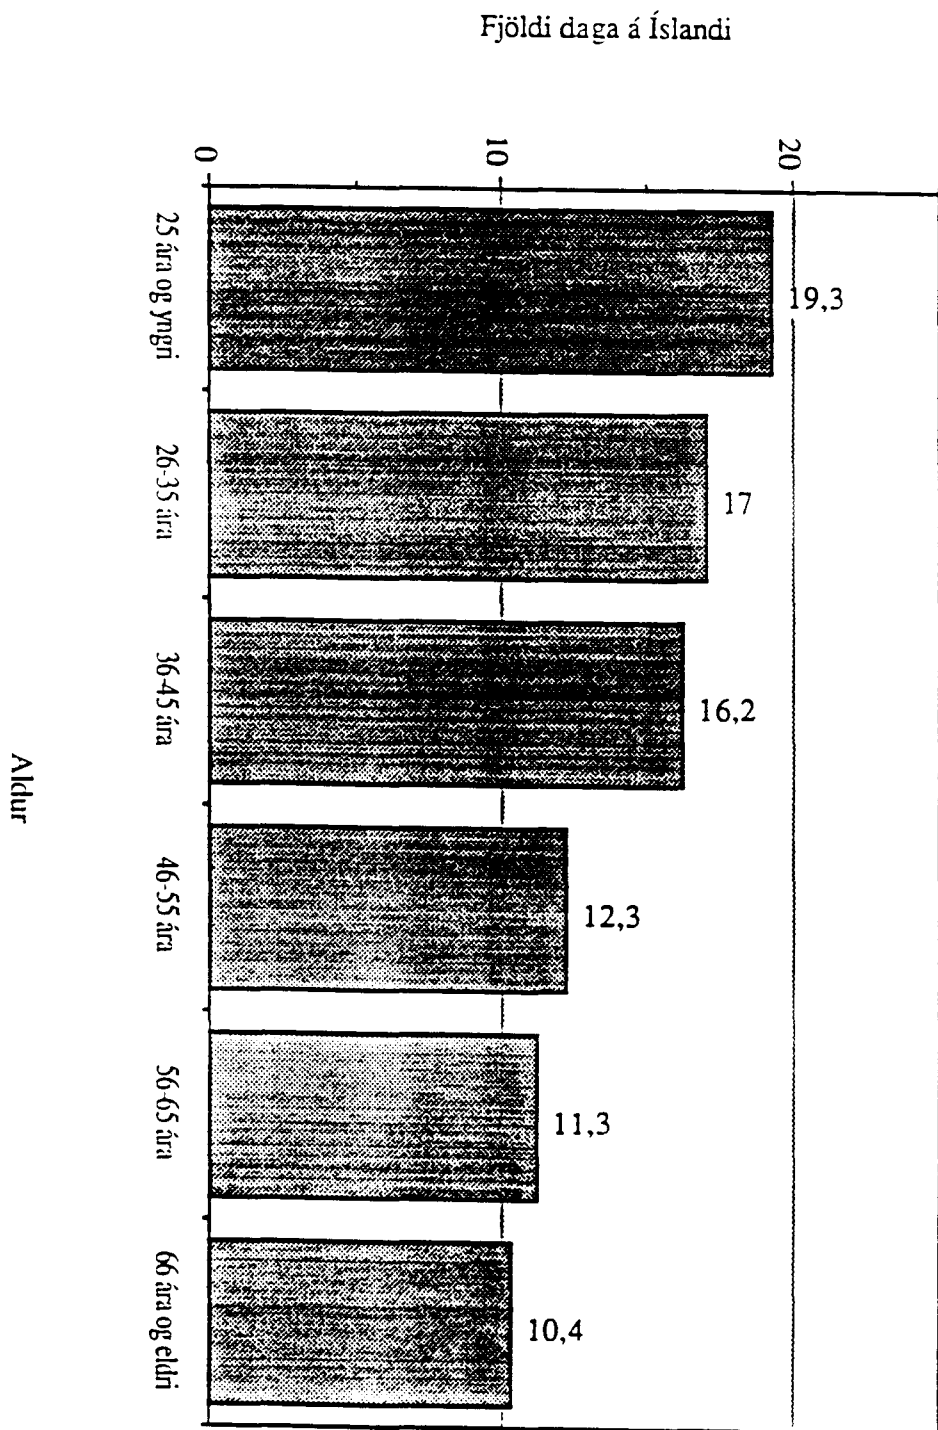 Fjöldi daga á Íslandi
0
10
20
25 ára og yngri
19,3
26-35 ára
17
36-45 ára
16,2
46-55 ára
12,3
56-65 ára
11,3
66 ára og eldri
10,4
Aldur